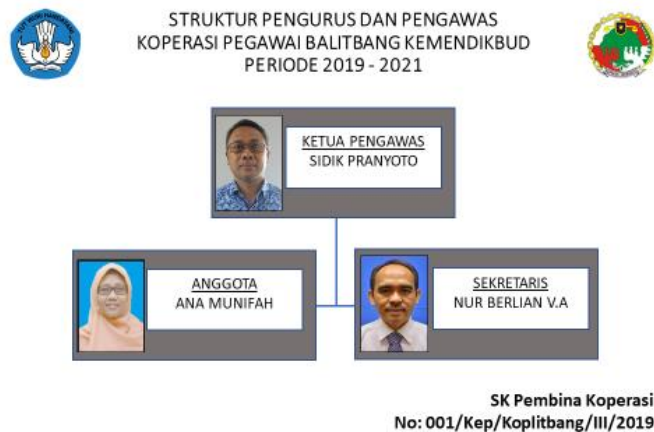 STRUKTUR PENGURUS DAN PENGAWAS
KOPERASI PEGAWAI BALITBANG KEMENDIKBUD
PERIODE 2019 - 2021
KETUA PENGAWAS
SIDIK PRANYOTO
ANGGOTA
ANA MUNIFAH
SEKRETARIS
NUR BERLIAN V.A
SK Pembina Koperasi
No: 001/Kep/Koplitbang/III/2019